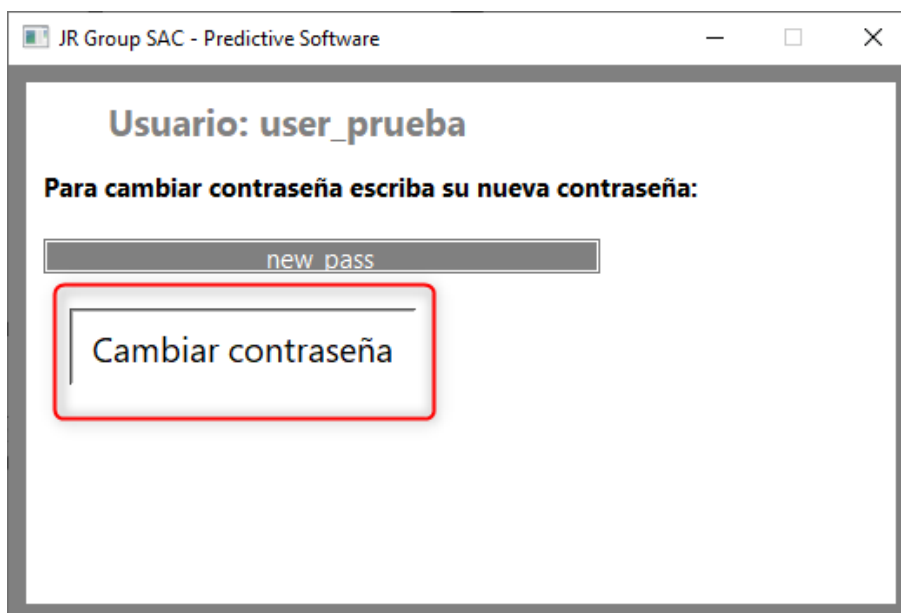 JR Group SAC - Predictive Software
Usuario: user_prueba
Para cambiar contraseña escriba su nueva contraseña:
new_pass
Cambiar contraseña